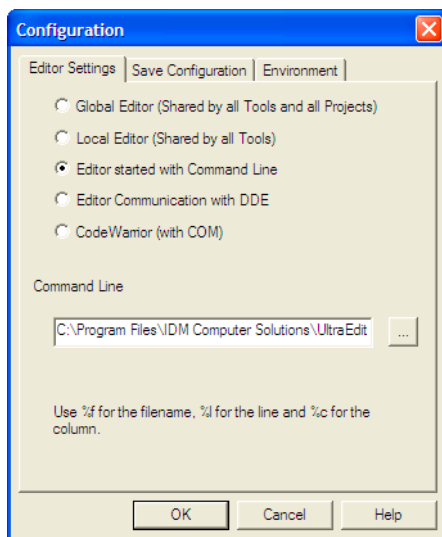 Configuration
Editor Settings Save Configuration Environment
Global Editor (Shared by all Tools and all Projects)
Local Editor (Shared by all Tools)
Editor started with Command Line
Editor Communication with DDE
CodeWarrior (with COM)
Command Line
C:\Program Files\IDM Computer Solutions\UltraEdit
...
Use %f for the filename, %l for the line and %c for the
column.
OK Cancel Help